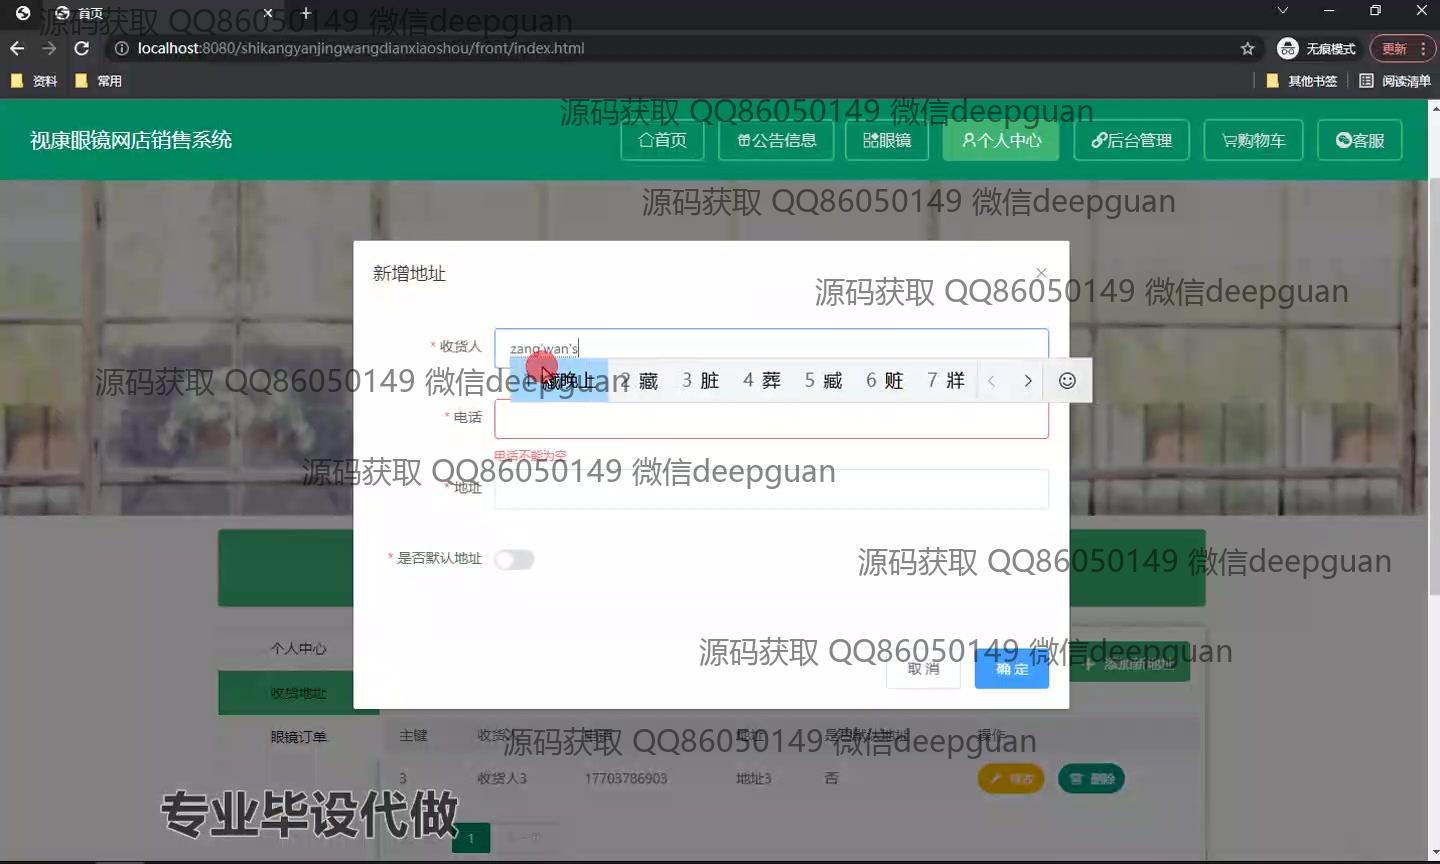 首页
localhost:8080/shikangyanjingwangdianxiaoshou/front/index.html
无痕模式
更新
资料
常用
其他书签
阅读清单
源码获取 QQ86050149 微信deepguan
源码获取 QQ86050149 微信deepguan
视康眼镜网店销售系统
首页
公告信息
眼镜
个人中心
后台管理
购物车
客服
源码获取 QQ86050149 微信deepguan
新增地址
源码获取 QQ86050149 微信deepguan
* 收货人
zang'wan's
藏晚上 2 藏 3 脏 4 葬 5 臧 6 赃 7 牂
源码获取 QQ86050149 微信deepguan
* 电话
电话不能为空
源码获取 QQ86050149 微信deepguan
* 地址
* 是否默认地址
源码获取 QQ86050149 微信deepguan
个人中心
源码获取 QQ86050149 微信deepguan
取消
确定
+ 添加新地址
收货地址
眼镜订单
主键
收货人
地址
是否默认地址
操作
源码获取 QQ86050149 微信deepguan
3
收货人3
17703786903
地址3
否
修改
删除
专业毕设代做
1